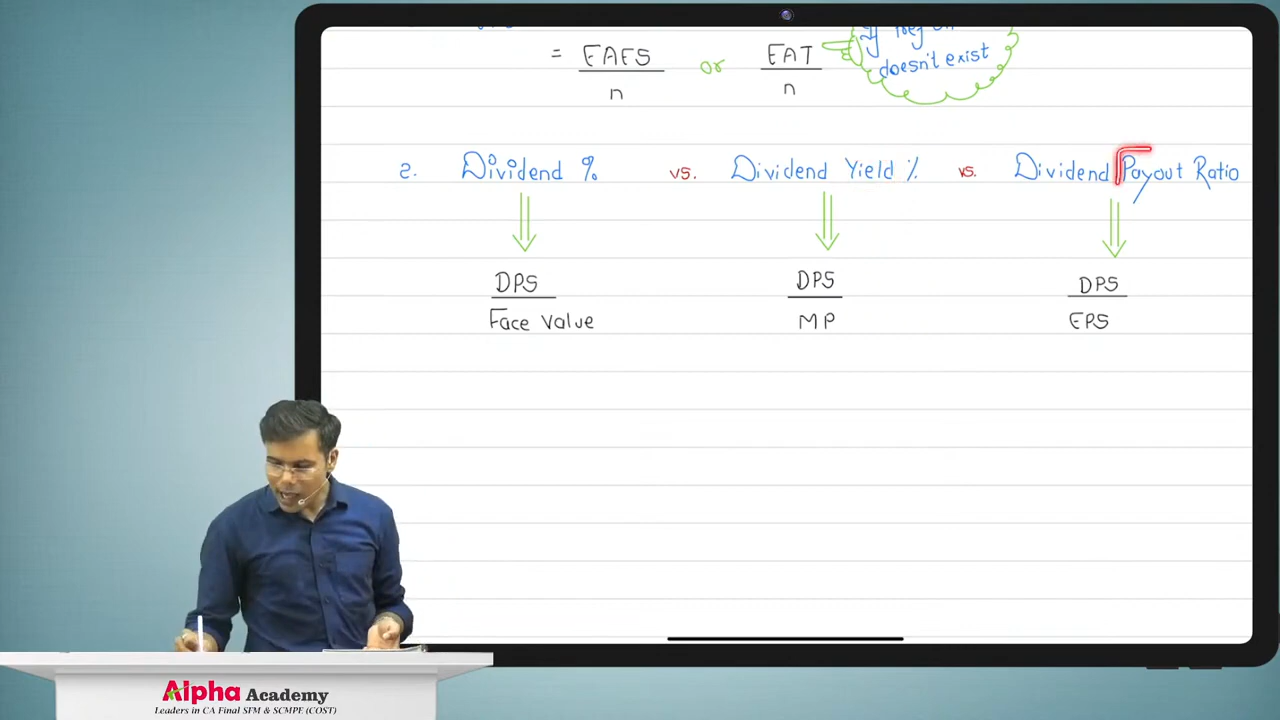 = EAES or EAT
n n
doesn't exist
2. Dividend % vs. Dividend Yield % vs. Dividend Payout Ratio
DPS DPS DPS
Face Value MP EPS
Alpha Academy
Leaders in CA Final SFM & SCMPE (COST)